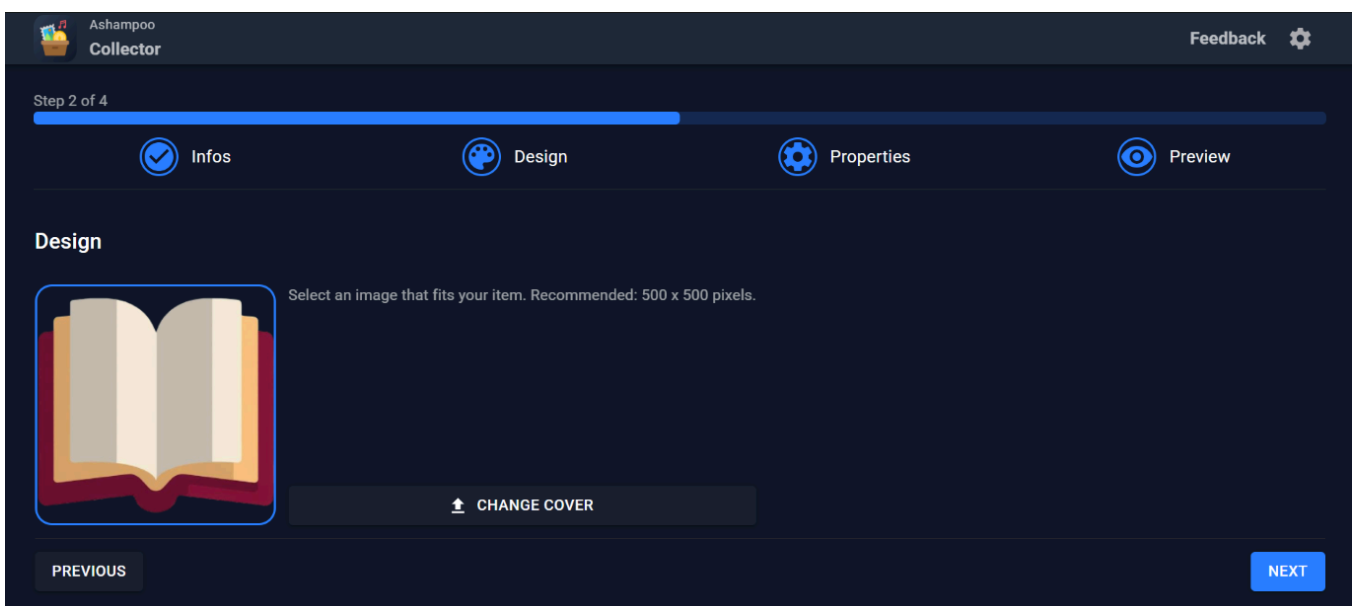 Ashampoo
Collector
Feedback
Step 2 of 4
Infos
Design
Properties
Preview
Design
Select an image that fits your item. Recommended: 500 x 500 pixels.
CHANGE COVER
PREVIOUS
NEXT